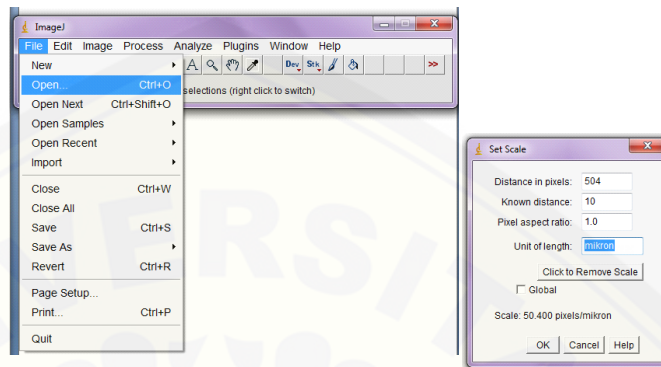 ImageJ
File Edit Image Process Analyze Plugins Window Help
New
Open... Ctrl+O
Open Next Ctrl+Shift+O
Open Samples
Open Recent
Import
Close Ctrl+W
Close All
Save Ctrl+S
Save As
Revert Ctrl+R
Page Setup...
Print... Ctrl+P
Quit
A Dev Stk >>
selections (right click to switch)
Set Scale
Distance in pixels: 504
Known distance: 10
Pixel aspect ratio: 1.0
Unit of length: mikron
Click to Remove Scale
Global
Scale: 50.400 pixels/mikron
OK Cancel Help